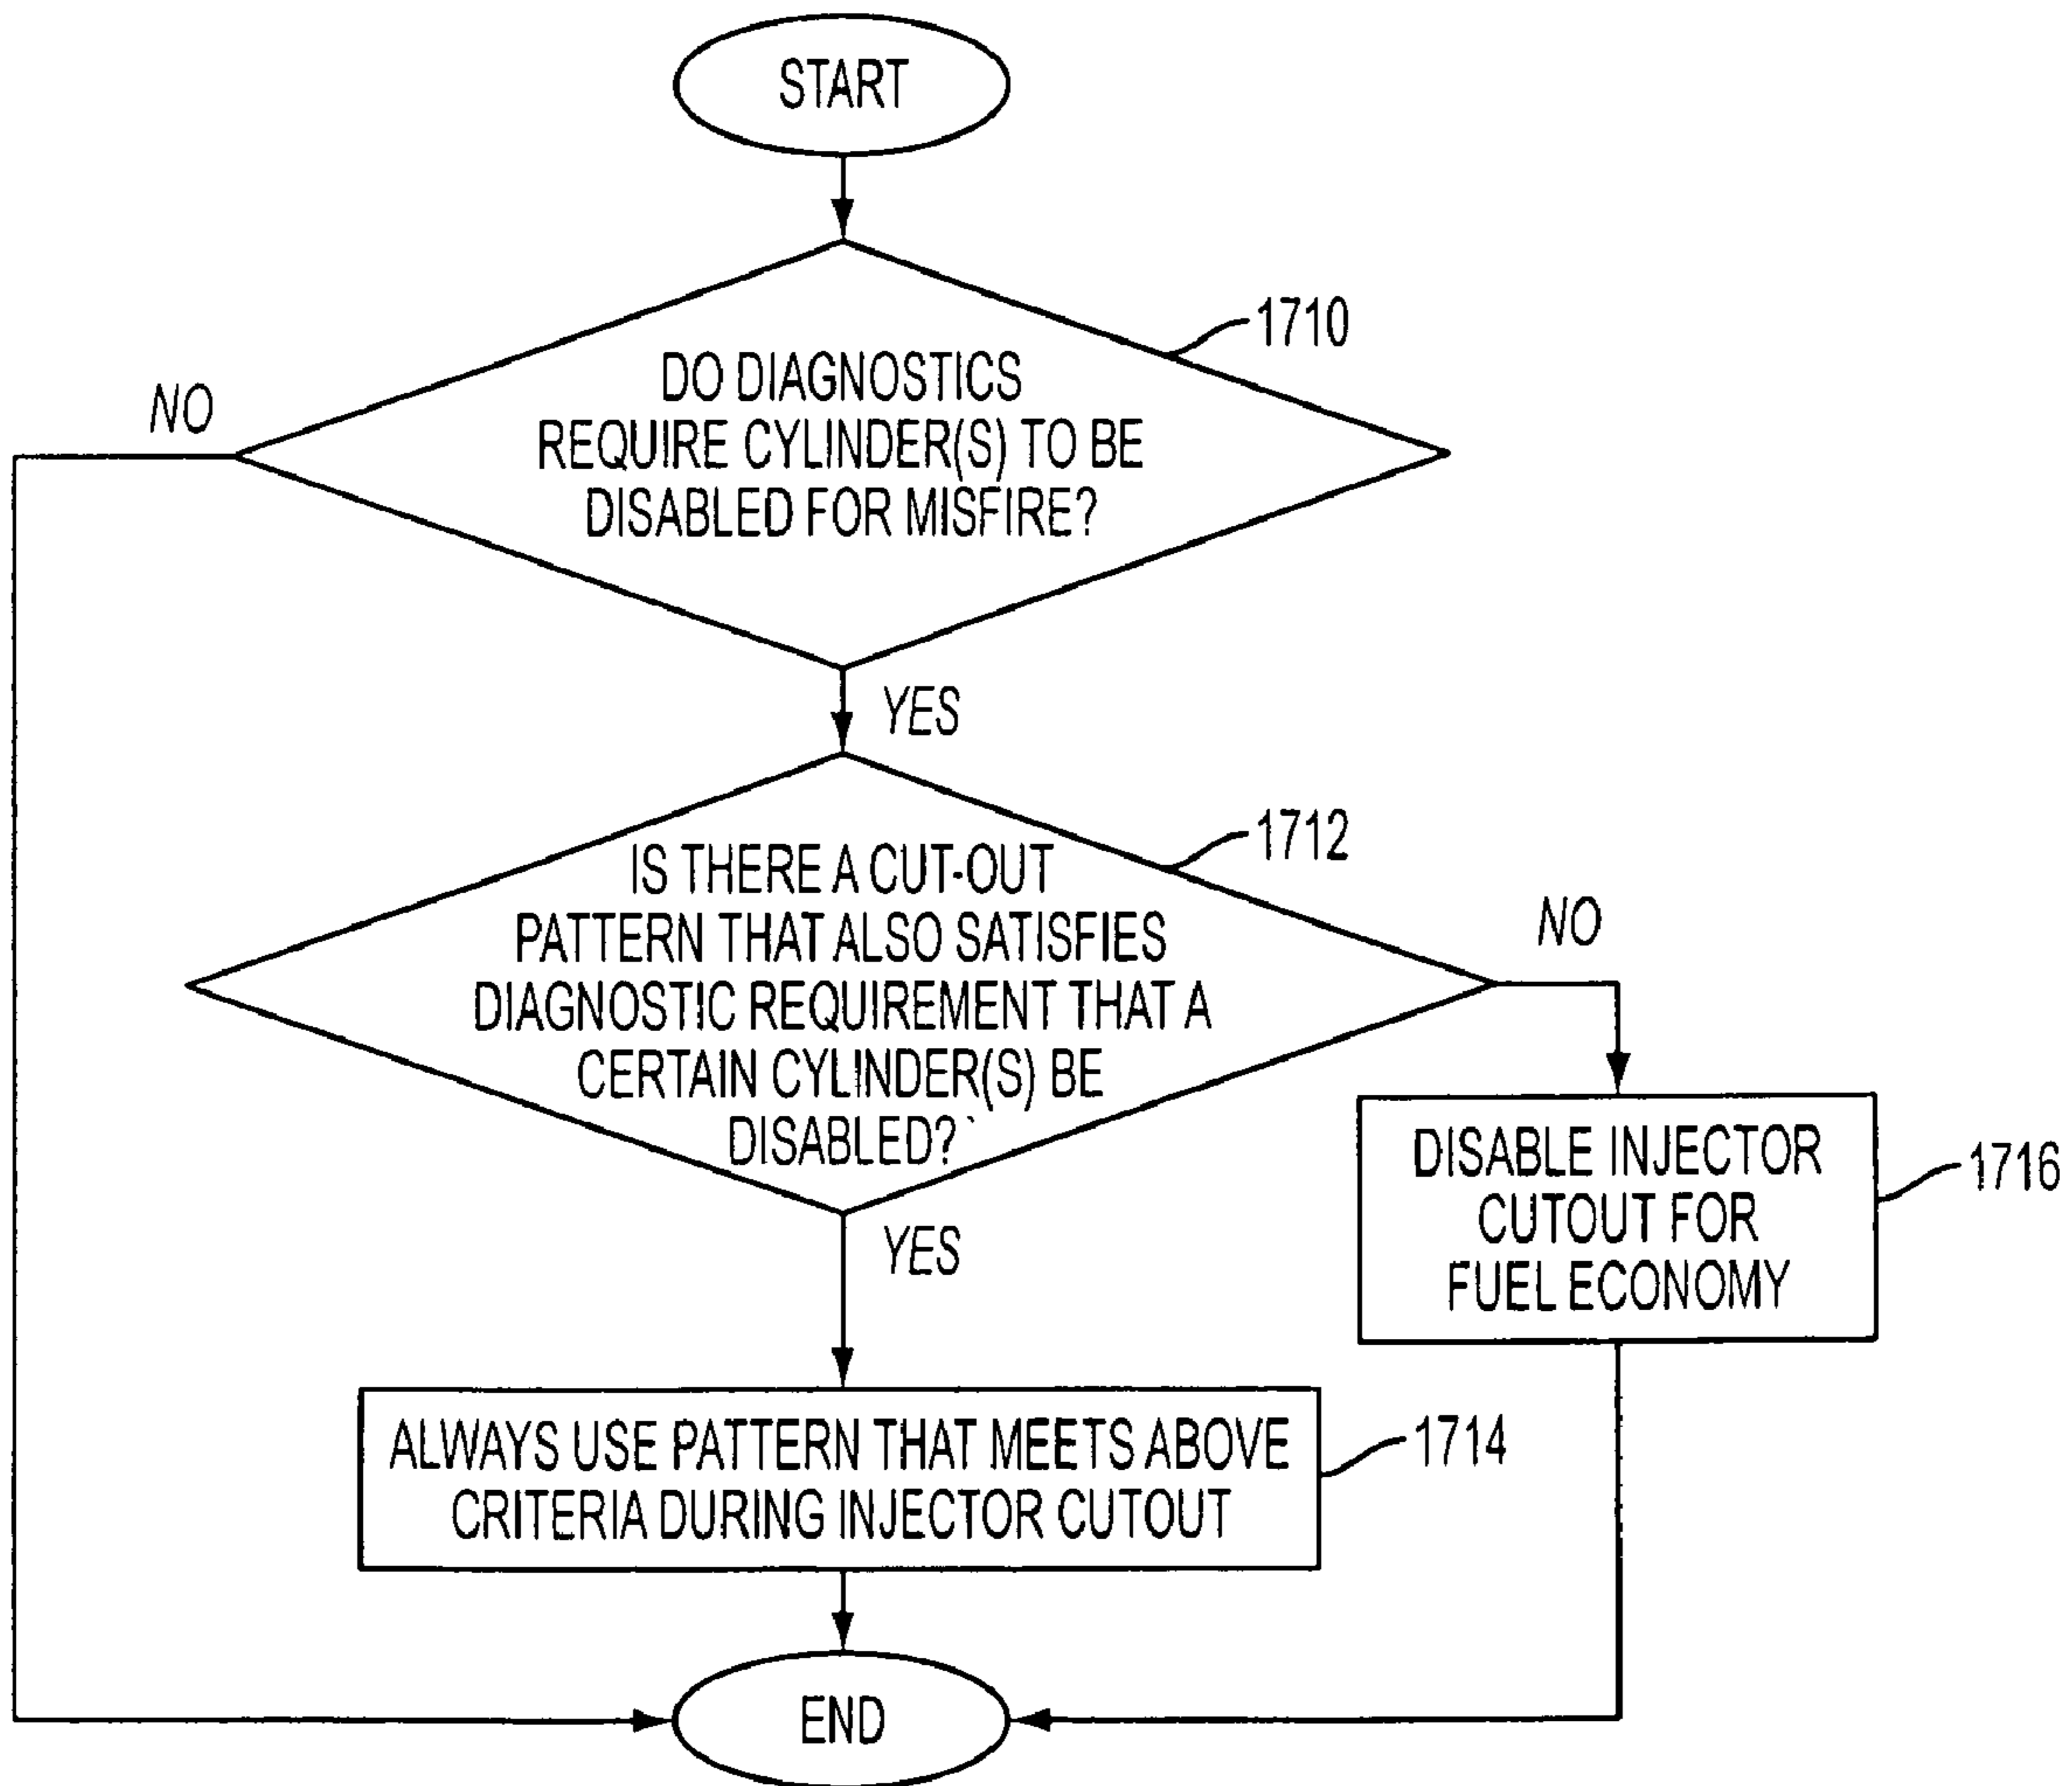 START
1710
DO DIAGNOSTICS
REQUIRE CYLINDER(S) TO BE
DISABLED FOR MISFIRE?
NO
YES
1712
IS THERE A CUT-OUT
PATTERN THAT ALSO SATISFIES
DIAGNOSTIC REQUIREMENT THAT A
CERTAIN CYLINDER(S) BE
DISABLED?
NO
YES
DISABLE INJECTOR
CUTOUT FOR
FUEL ECONOMY
1716
ALWAYS USE PATTERN THAT MEETS ABOVE
CRITERIA DURING INJECTOR CUTOUT
1714
END